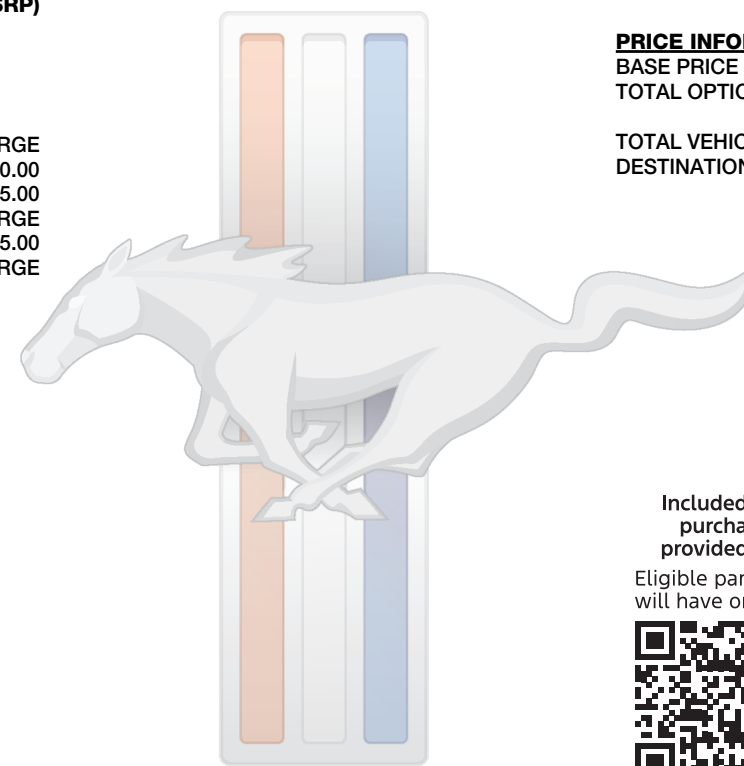 SRP)
RGE
0.00
5.00
RGE
5.00
RGE
PRICE INFO
BASE PRICE
TOTAL OPTIO
TOTAL VEHIC
DESTINATION
Included
purcha
provided
Eligible par
will have o